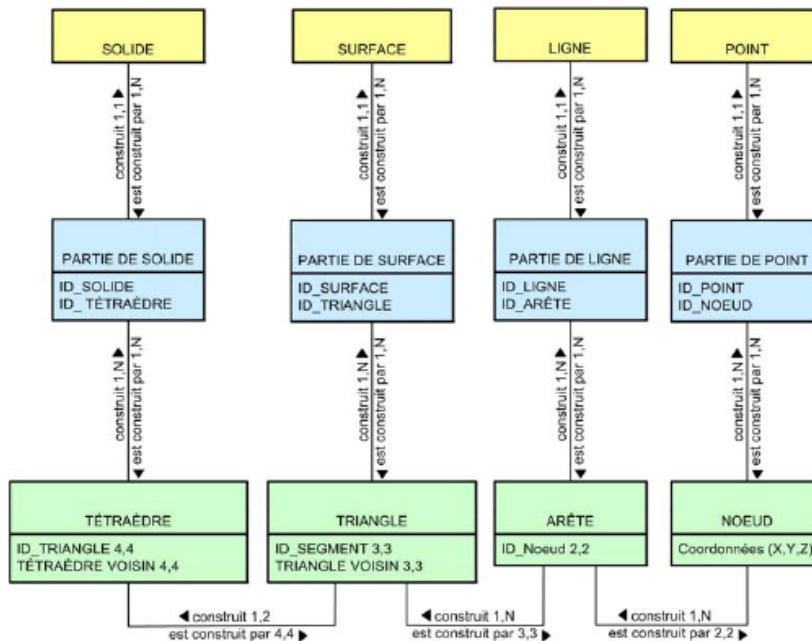 SOLIDE
SURFACE
LIGNE
POINT
construit 1,1
est construit par 1,N
construit 1,1
est construit par 1,N
construit 1,1
est construit par 1,N
construit 1,1
est construit par 1,N
PARTIE DE SOLIDE
ID_SOLIDE
ID_ TÉTRAÈDRE
PARTIE DE SURFACE
ID_SURFACE
ID_TRIANGLE
PARTIE DE LIGNE
ID_LIGNE
ID_ARÊTE
PARTIE DE POINT
ID_POINT
ID_NOEUD
construit 1,N
est construit par 1,N
construit 1,N
est construit par 1,N
construit 1,N
est construit par 1,N
construit 1,N
est construit par 1,N
TÉTRAÈDRE
ID_TRIANGLE 4,4
TÉTRAÈDRE VOISIN 4,4
TRIANGLE
ID_SEGMENT 3,3
TRIANGLE VOISIN 3,3
ARÊTE
ID_Noeud 2,2
NOEUD
Coordonnées (X,Y,Z)
construit 1,2
est construit par 4,4
construit 1,N
est construit par 3,3
construit 1,N
est construit par 2,2